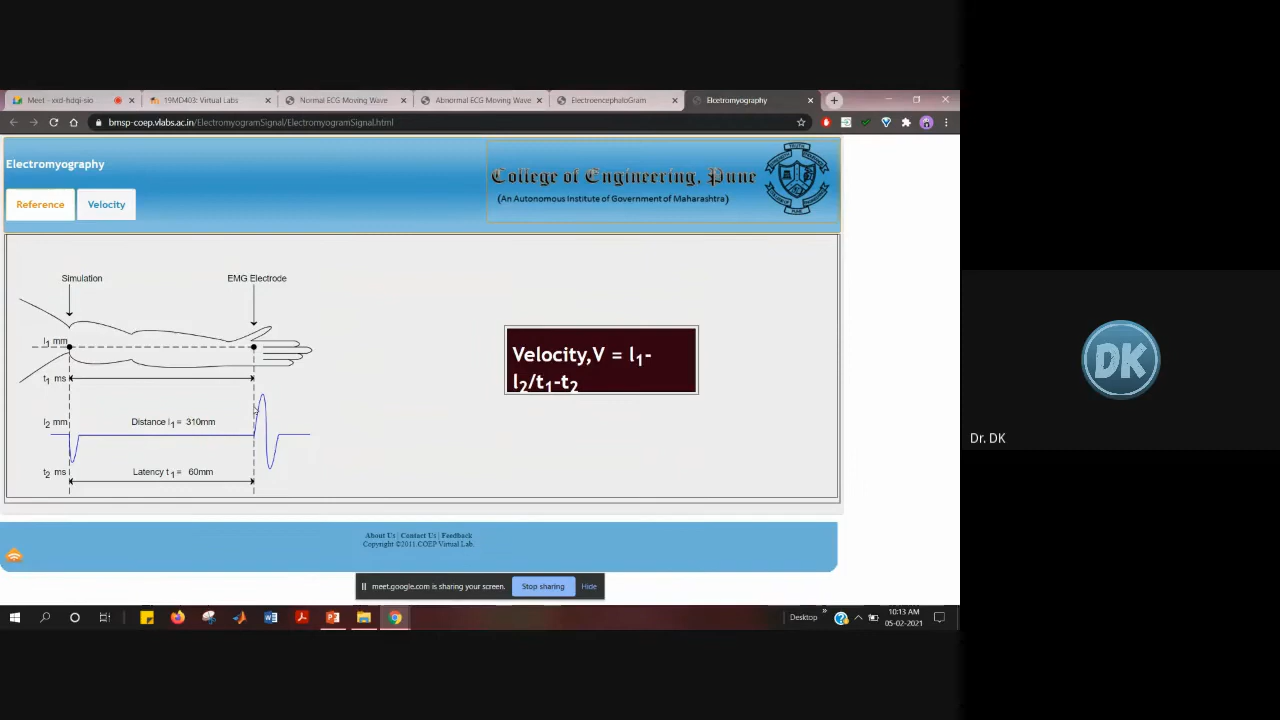 Meet - xxd-hdqi-sio
19MD403: Virtual Labs
Normal ECG Moving Wave
Abnormal ECG Moving Wave
ElectroencephaloGram
Elcetromyography
bmsp-coep.vlabs.ac.in/ElectromyogramSignal/ElectromyogramSignal.html
Electromyography
College of Engineering, Pune
(An Autonomous Institute of Government of Maharashtra)
Reference
Velocity
Simulation
EMG Electrode
l1 mm
t1 ms
l2 mm
Distance l1 = 310mm
t2 ms
Latency t1 = 60mm
Velocity,V = l1-
l2/t1-t2
About Us | Contact Us | Feedback
Copyright ©2011.COEP Virtual Lab.
meet.google.com is sharing your screen.
Stop sharing
Hide
Desktop
10:13 AM
05-02-2021
DK
Dr. DK